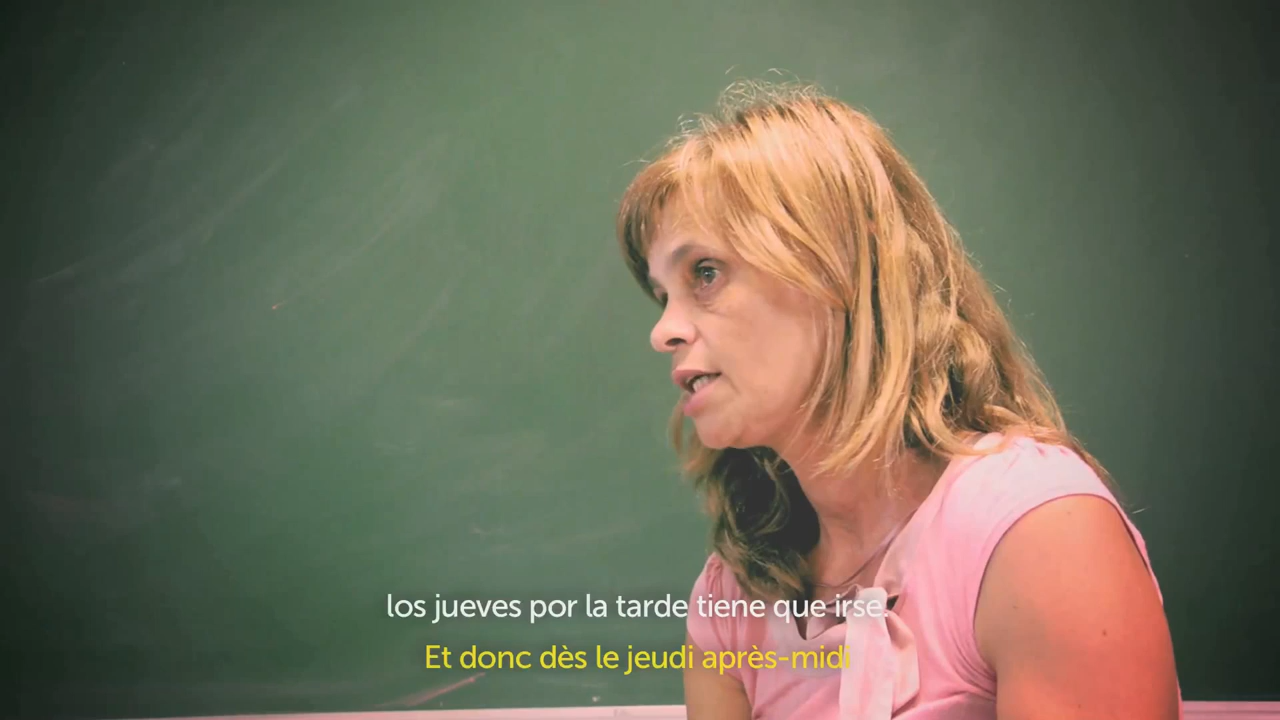 los jueves por la tarde tiene que irse.
Et donc dès le jeudi après-midi